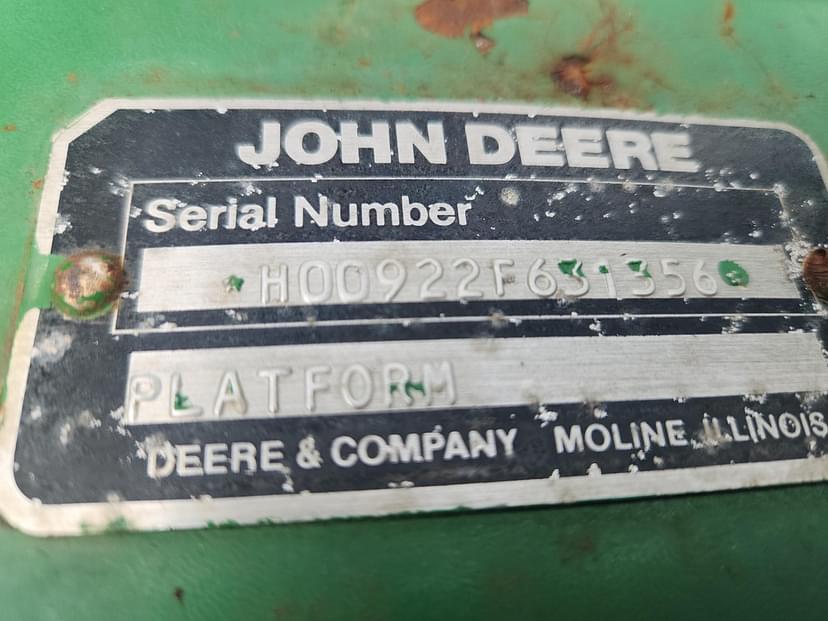 JOHN DEERE
Serial Number
*H00922F631356*
PLATFORM
DEERE & COMPANY MOLINE ILLINOIS